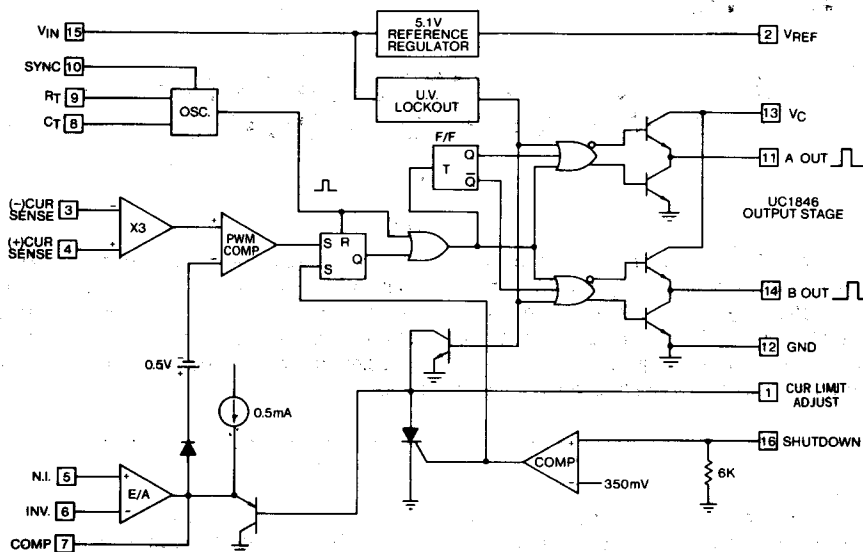 VIN 15
5.1V
REFERENCE
REGULATOR
2 VREF
SYNC 10
RT 9
CT 8
OSC.
U.V.
LOCKOUT
13 VC
F/F
T
Q
Q̅
11 A OUT
UC1846
OUTPUT STAGE
(-)CUR
SENSE
3
-
(+)CUR
SENSE
4
+
X3
+
-
PWM
COMP
S
R
S
Q
14 B OUT
12 GND
0.5V
-
+
0.5mA
1 CUR LIMIT
ADJUST
16 SHUTDOWN
COMP
+
-
350mV
6K
N.I. 5
+
INV. 6
-
E/A
COMP 7